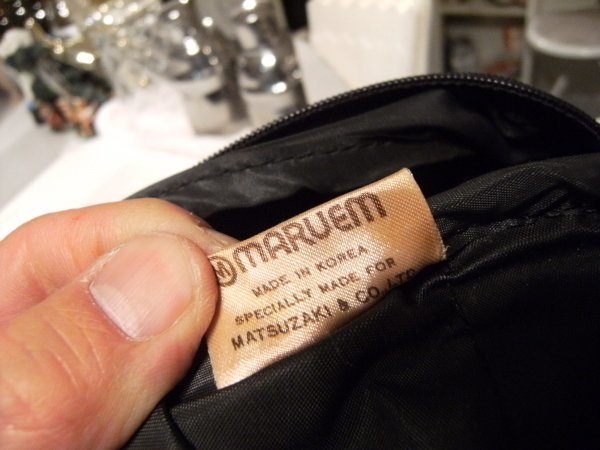 MARUEM
MADE IN KOREA
SPECIALLY MADE FOR
MATSUZAKI & CO.,LTD.